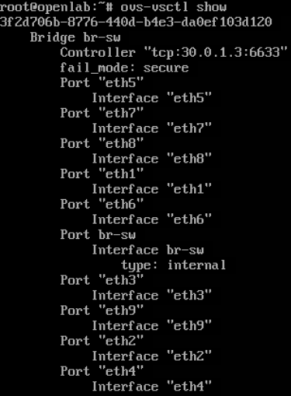 root@openlab:~# ovs-vsctl show
3f2d706b-8776-440d-b4e3-da0ef103d120
Bridge br-sw
Controller "tcp:30.0.1.3:6633"
fail_mode: secure
Port "eth5"
Interface "eth5"
Port "eth7"
Interface "eth7"
Port "eth8"
Interface "eth8"
Port "eth1"
Interface "eth1"
Port "eth6"
Interface "eth6"
Port br-sw
Interface br-sw
type: internal
Port "eth3"
Interface "eth3"
Port "eth9"
Interface "eth9"
Port "eth2"
Interface "eth2"
Port "eth4"
Interface "eth4"